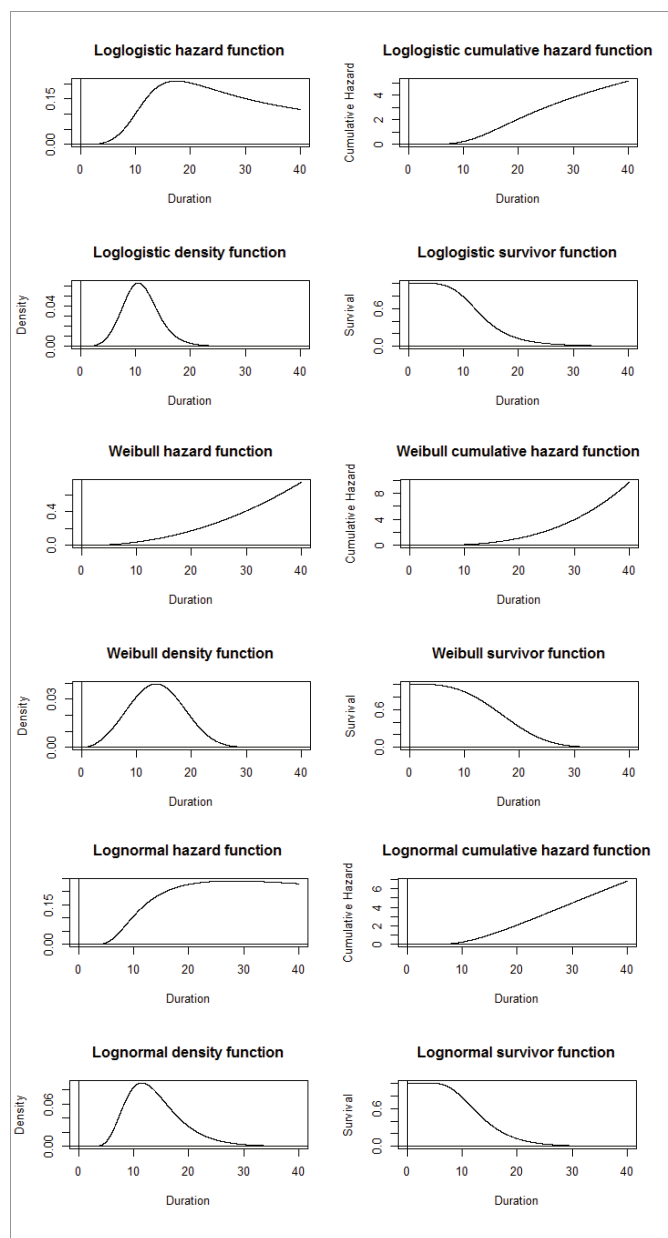 Loglogistic hazard function
0.00 0.15
0 10 20 30 40
Duration
Loglogistic cumulative hazard function
Cumulative Hazard
0 2 4
0 10 20 30 40
Duration
Loglogistic density function
Density
0.00 0.04
0 10 20 30 40
Duration
Loglogistic survivor function
Survival
0.0 0.6
0 10 20 30 40
Duration
Weibull hazard function
0.0 0.4
0 10 20 30 40
Duration
Weibull cumulative hazard function
Cumulative Hazard
0 4 8
0 10 20 30 40
Duration
Weibull density function
Density
0.00 0.03
0 10 20 30 40
Duration
Weibull survivor function
Survival
0.0 0.6
0 10 20 30 40
Duration
Lognormal hazard function
0.00 0.15
0 10 20 30 40
Duration
Lognormal cumulative hazard function
Cumulative Hazard
0 2 4 6
0 10 20 30 40
Duration
Lognormal density function
Density
0.00 0.06
0 10 20 30 40
Duration
Lognormal survivor function
Survival
0.0 0.6
0 10 20 30 40
Duration